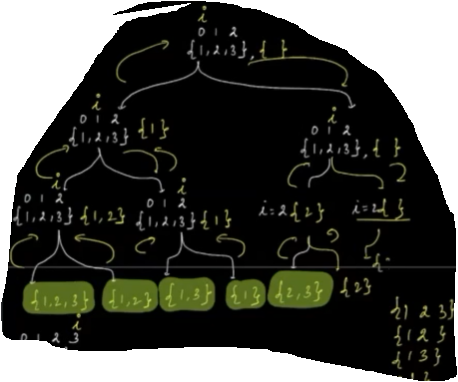 i
0 1 2
{1,2,3}, { }
i
0 1 2
{1,2,3} {1}
i
0 1 2
{1,2,3}, { }
i
0 1 2
{1,2,3} {1,2}
i
0 1 2
{1,2,3} {1}
i=2 {2}
i=2 { }
{
{1,2,3} {1,2} {1,3} {1} {2,3} {2}
i
0 1 2 3
{1 2 3}
{1 2}
{1 3}